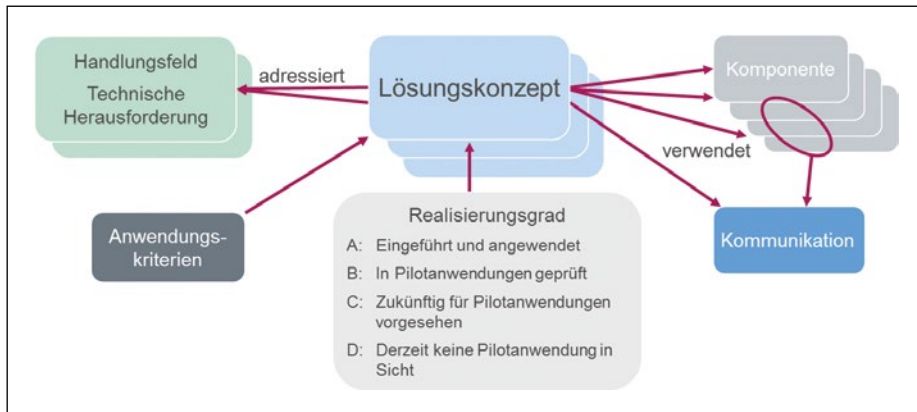 Handlungsfeld
Technische
Herausforderung
adressiert
Lösungskonzept
Komponente
verwendet
Anwendungs-
kriterien
Realisierungsgrad
A: Eingeführt und angewendet
B: In Pilotanwendungen geprüft
C: Zukünftig für Pilotanwendungen
vorgesehen
D: Derzeit keine Pilotanwendung in
Sicht
Kommunikation